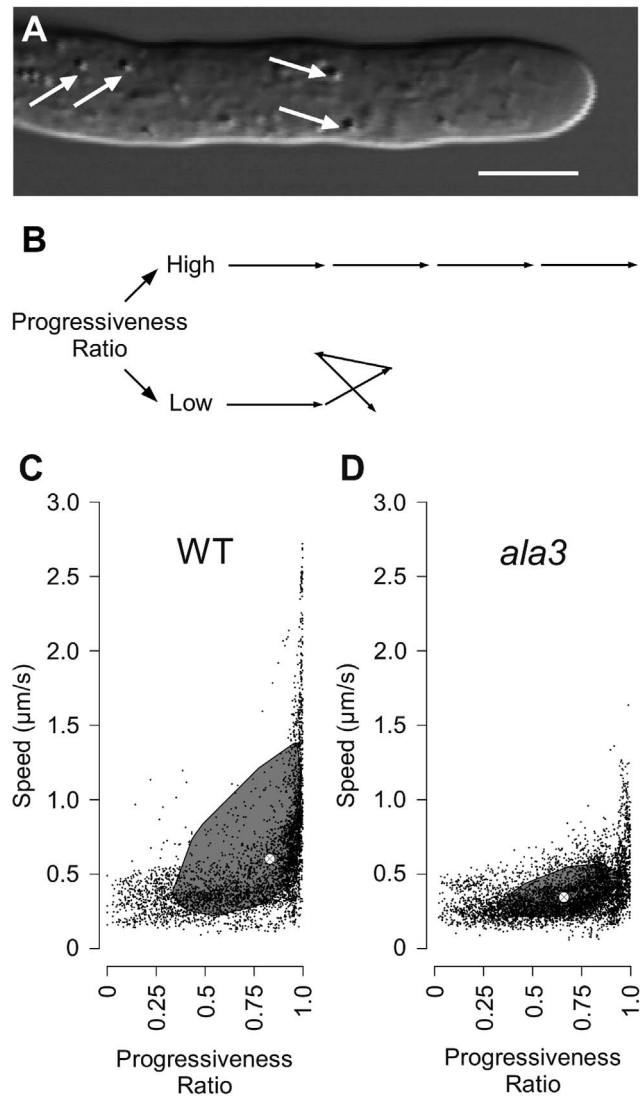 A
B
High
Progressiveness
Ratio
Low
C
D
3.0
2.5
2.0
1.5
1.0
0.5
0
WT
Speed (μm/s)
0
0.25
0.5
0.75
1.0
Progressiveness
Ratio
3.0
2.5
2.0
1.5
1.0
0.5
0
ala3
Speed (μm/s)
0
0.25
0.5
0.75
1.0
Progressiveness
Ratio